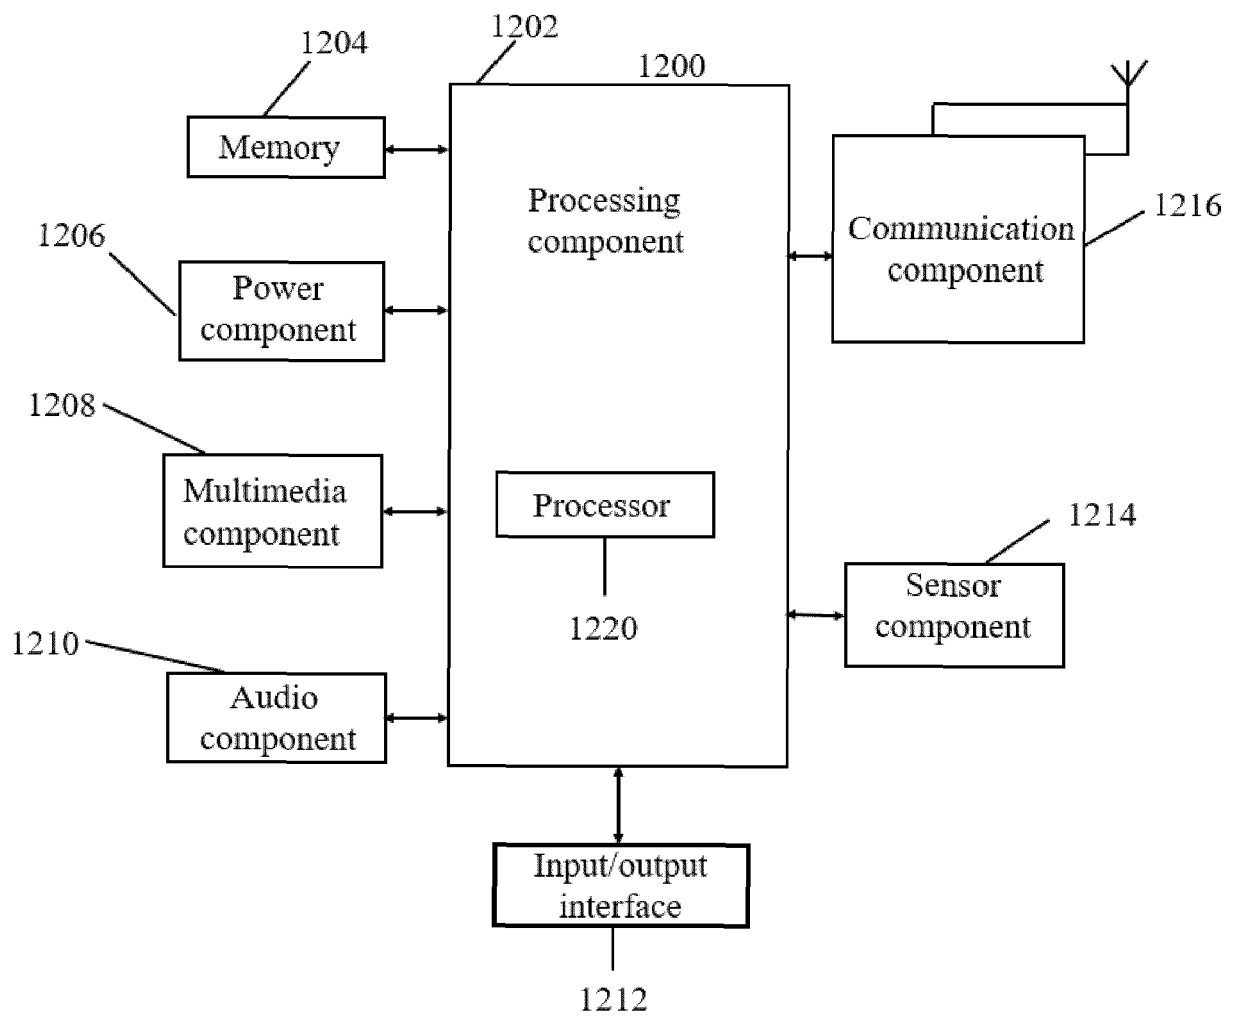 1202
1204
1200
Memory
Processing
component
1216
Communication
component
1206
Power
component
1208
Multimedia
component
Processor
1220
1214
Sensor
component
1210
Audio
component
Input/output
interface
1212